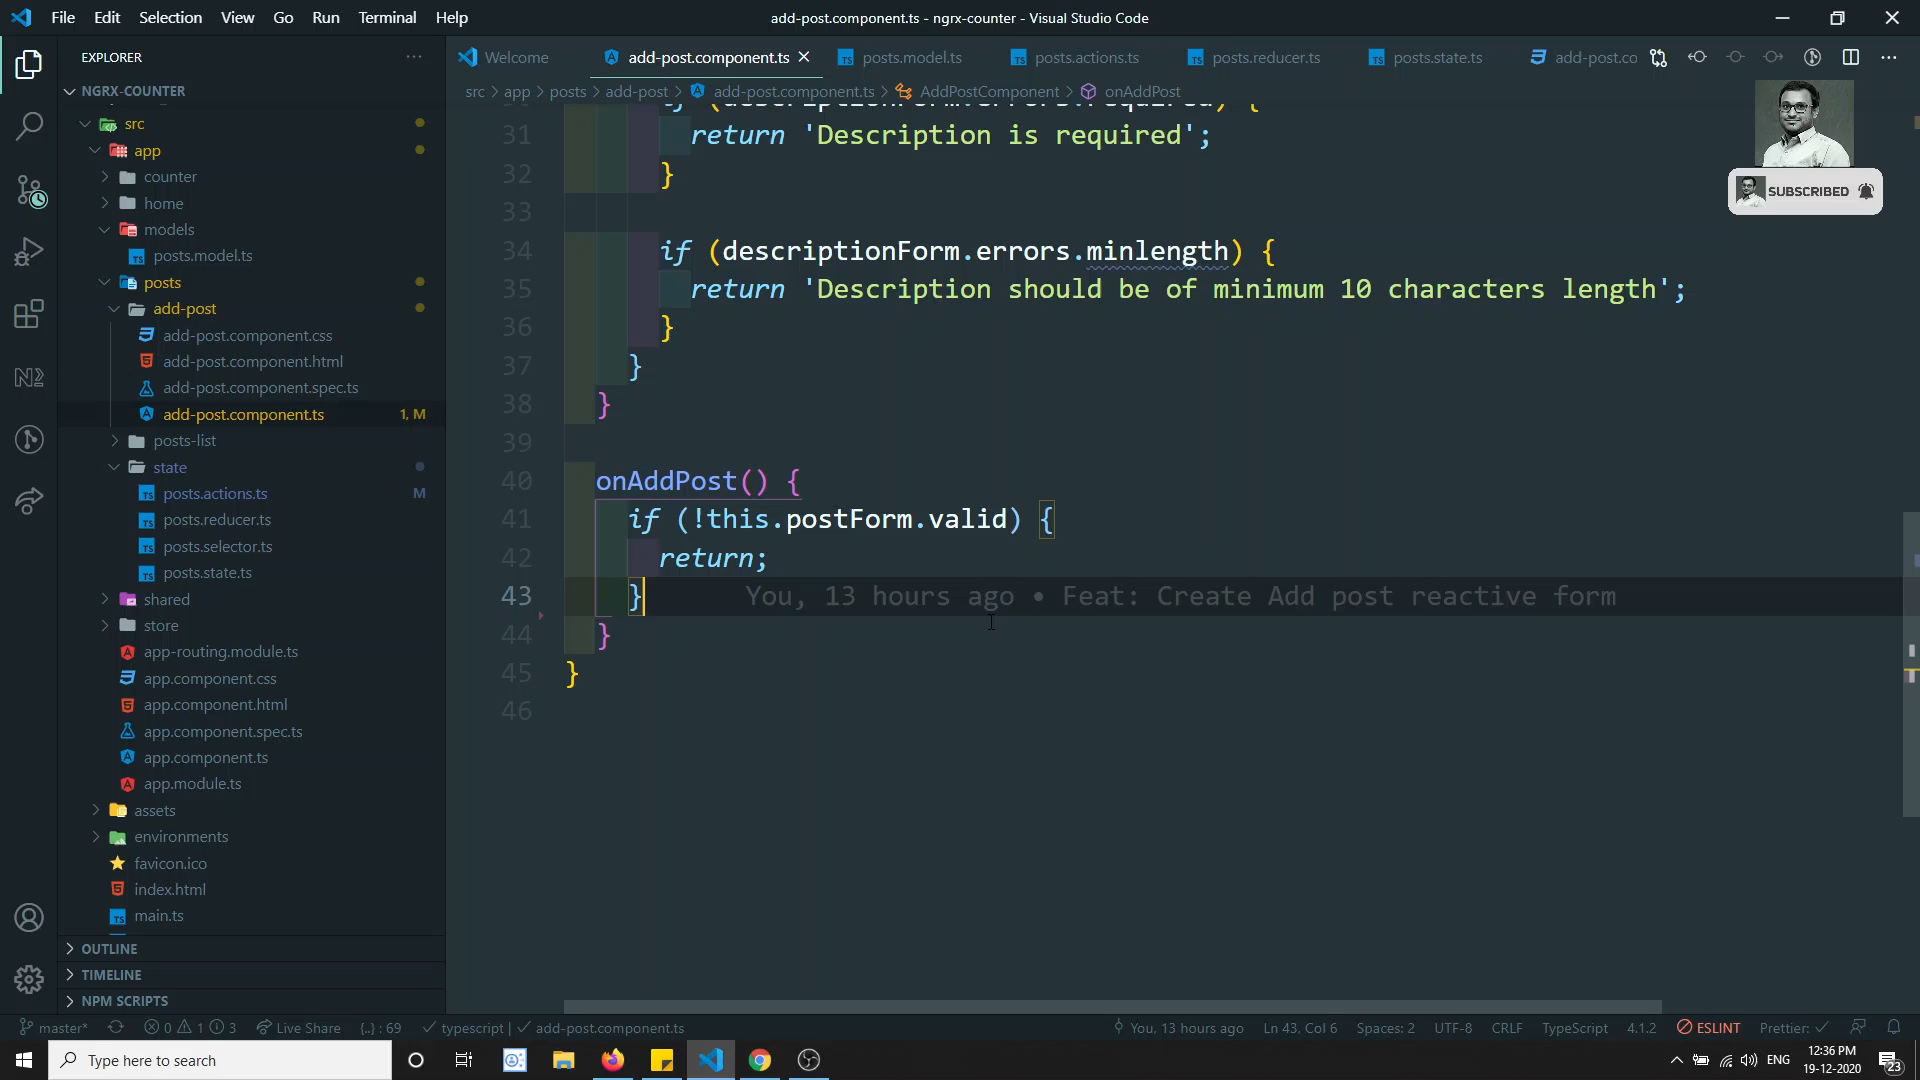 File Edit Selection View Go Run Terminal Help
add-post.component.ts - ngrx-counter - Visual Studio Code
EXPLORER
Welcome
add-post.component.ts
posts.model.ts
posts.actions.ts
posts.reducer.ts
posts.state.ts
add-post.co
NGRX-COUNTER
src > app > posts > add-post > add-post.component.ts > AddPostComponent > onAddPost
src
app
counter
home
models
posts.model.ts
posts
add-post
add-post.component.css
add-post.component.html
add-post.component.spec.ts
add-post.component.ts 1, M
posts-list
state
posts.actions.ts M
posts.reducer.ts
posts.selector.ts
posts.state.ts
shared
store
app-routing.module.ts
app.component.css
app.component.html
app.component.spec.ts
app.component.ts
app.module.ts
assets
environments
favicon.ico
index.html
main.ts
OUTLINE
TIMELINE
NPM SCRIPTS
if (descriptionForm.errors.required) {
31 return 'Description is required';
32 }
33
34 if (descriptionForm.errors.minlength) {
35 return 'Description should be of minimum 10 characters length';
36 }
37 }
38 }
39
40 onAddPost() {
41 if (!this.postForm.valid) {
42 return;
43 } You, 13 hours ago • Feat: Create Add post reactive form
44 }
45 }
46
SUBSCRIBED
master* 0 1 3 Live Share {..} : 69 typescript | add-post.component.ts
You, 13 hours ago Ln 43, Col 6 Spaces: 2 UTF-8 CRLF TypeScript 4.1.2 ESLINT Prettier:
Type here to search
ENG
12:36 PM
19-12-2020
23